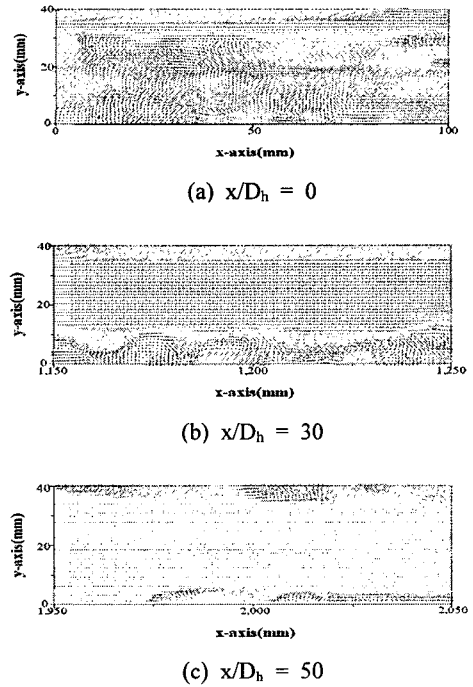 40
20
0
y-axis(mm)
0 50 100
x-axis(mm)
(a) x/Dh = 0
40
20
0
y-axis(mm)
1,150 1,200 1,250
x-axis(mm)
(b) x/Dh = 30
40
20
0
y-axis(mm)
1,950 2,000 2,050
x-axis(mm)
(c) x/Dh = 50